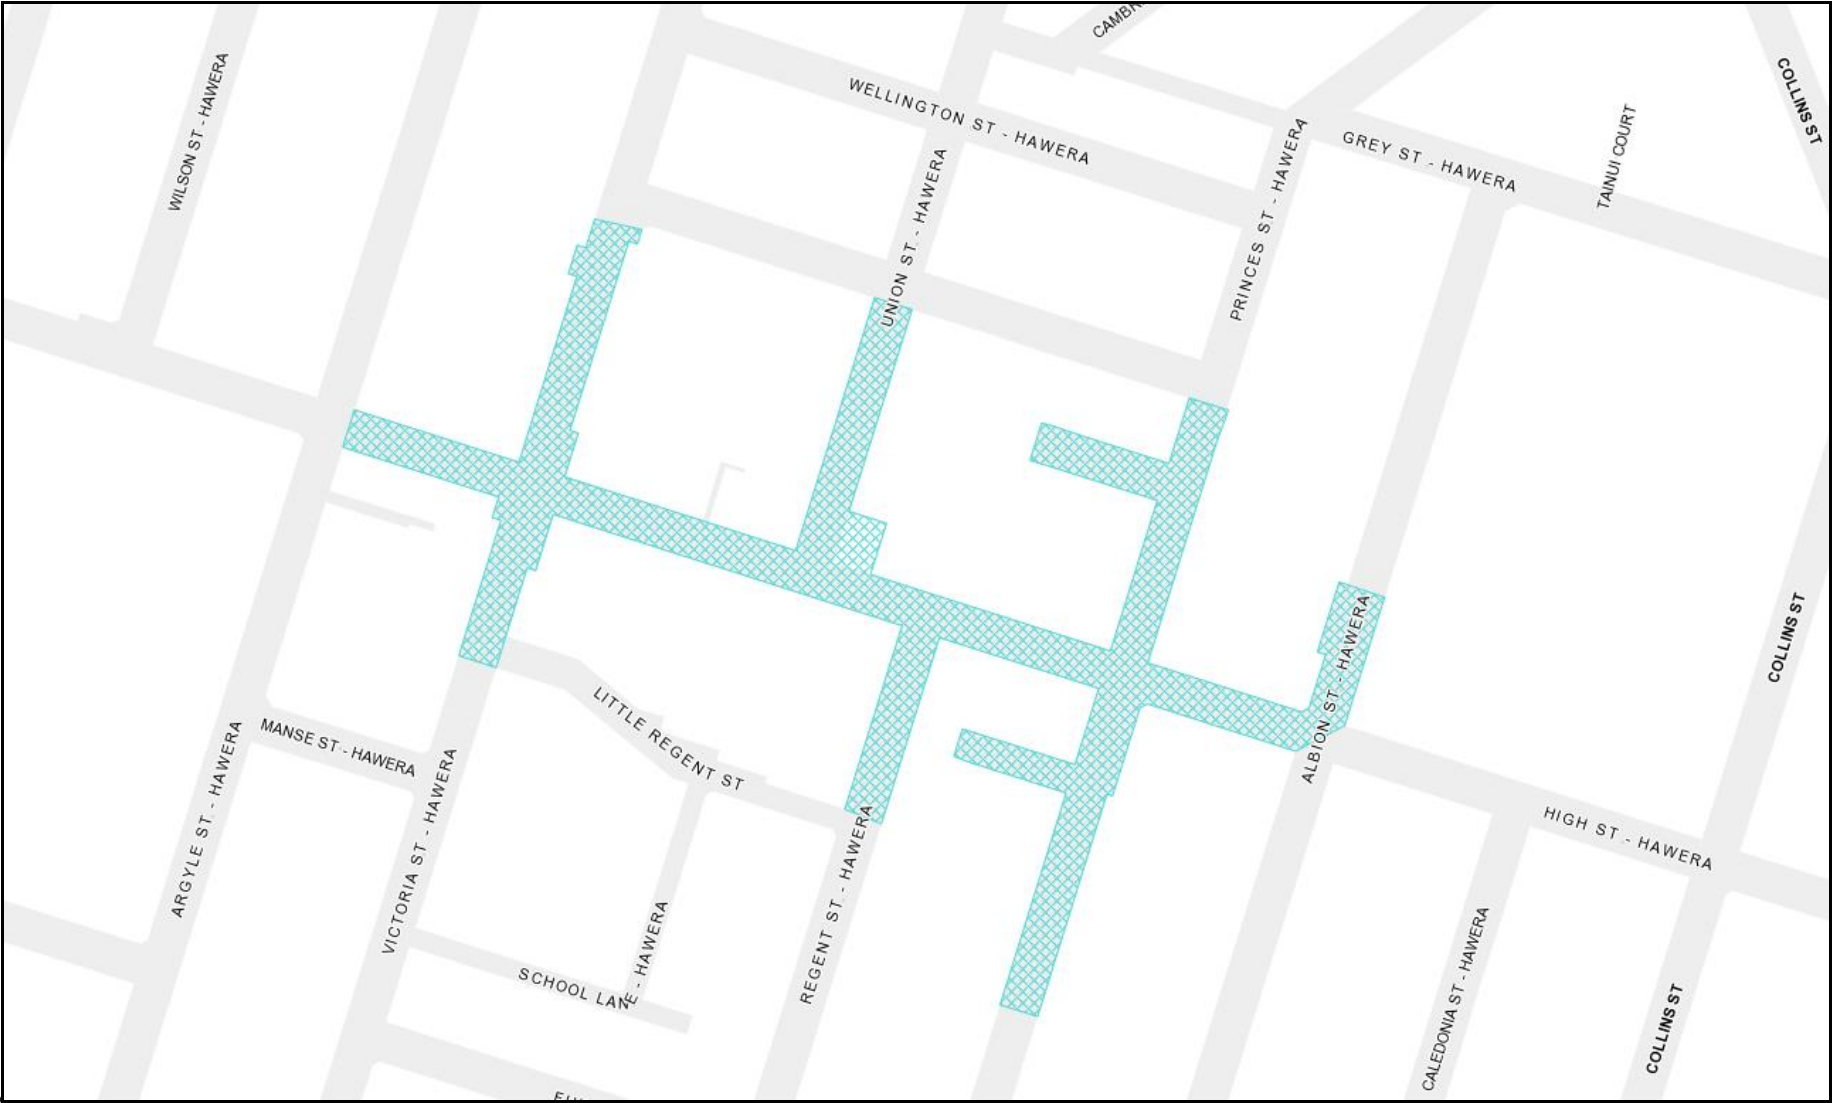 CAMBR
COLLINS ST
WILSON ST - HAWERA
WELLINGTON ST - HAWERA
GREY ST - HAWERA
TAINUI COURT
UNION ST - HAWERA
PRINCES ST - HAWERA
COLLINS ST
ALBION ST - HAWERA
LITTLE REGENT ST
MANSE ST - HAWERA
ARGYLE ST - HAWERA
VICTORIA ST - HAWERA
REGENT ST - HAWERA
HIGH ST - HAWERA
SCHOOL LANE - HAWERA
CALEDONIA ST - HAWERA
COLLINS ST